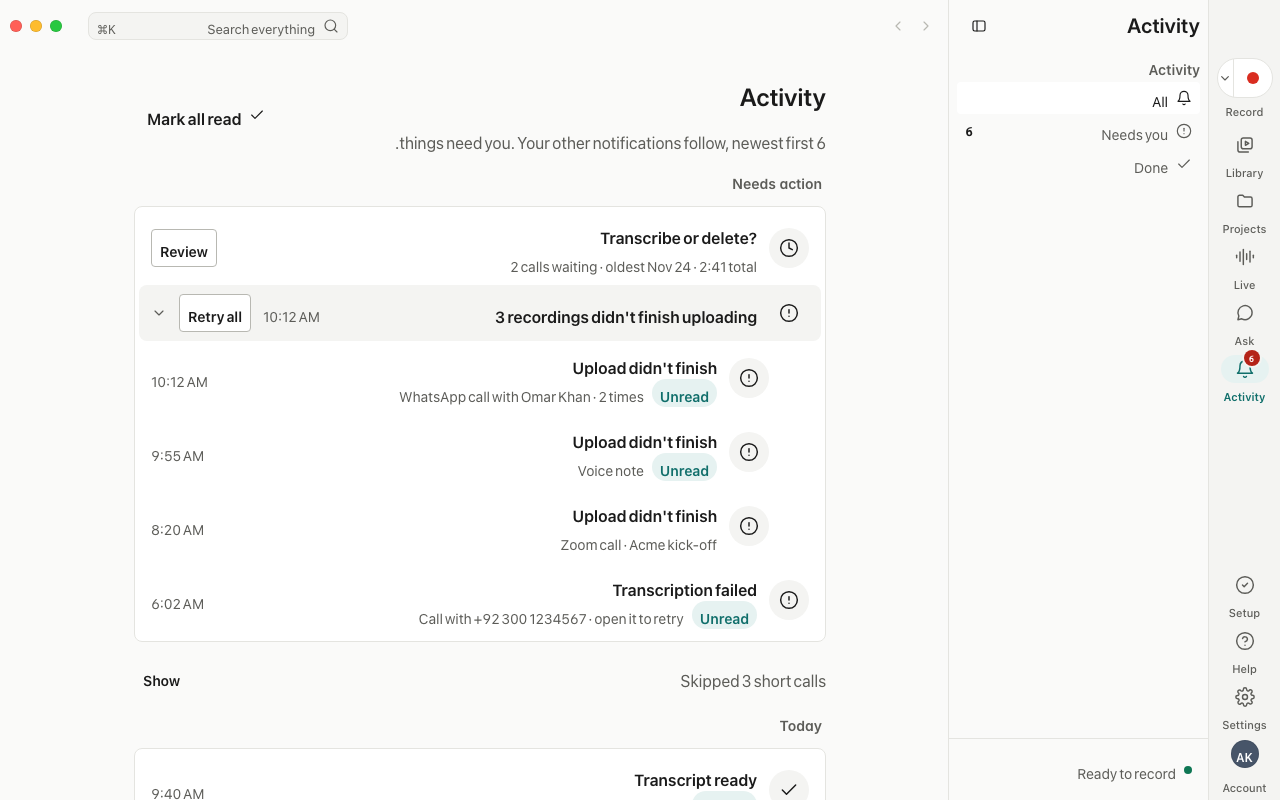 ⌘K Search everything
Activity
Activity
All
Needs you 6
Done
Ready to record
Record
Library
Projects
Live
Ask
6
Activity
Setup
Help
Settings
AK
Account
Activity
Mark all read
.things need you. Your other notifications follow, newest first 6
Needs action
Transcribe or delete?
2 calls waiting · oldest Nov 24 · 2:41 total
Review
3 recordings didn't finish uploading
10:12 AM
Retry all
Upload didn't finish
Unread
WhatsApp call with Omar Khan · 2 times
10:12 AM
Upload didn't finish
Unread
Voice note
9:55 AM
Upload didn't finish
Zoom call · Acme kick-off
8:20 AM
Transcription failed
Unread
Call with +92 300 1234567 · open it to retry
6:02 AM
Skipped 3 short calls
Show
Today
Transcript ready
9:40 AM